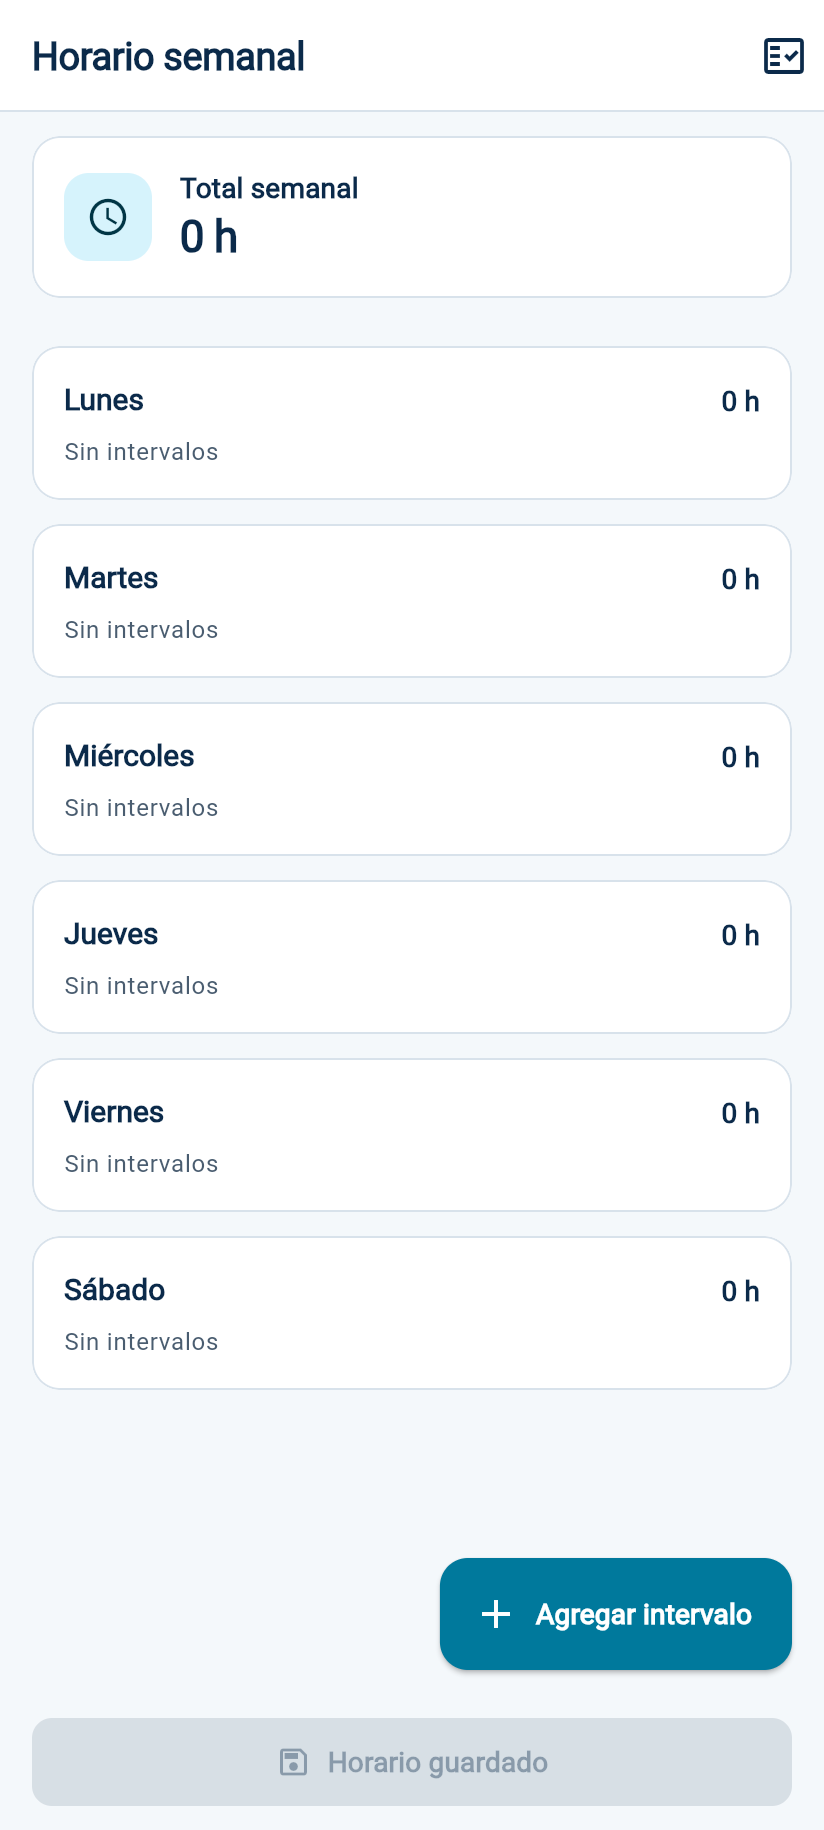 Horario semanal
Total semanal
0 h
Lunes
0 h
Sin intervalos
Martes
0 h
Sin intervalos
Miércoles
0 h
Sin intervalos
Jueves
0 h
Sin intervalos
Viernes
0 h
Sin intervalos
Sábado
0 h
Sin intervalos
Agregar intervalo
Horario guardado